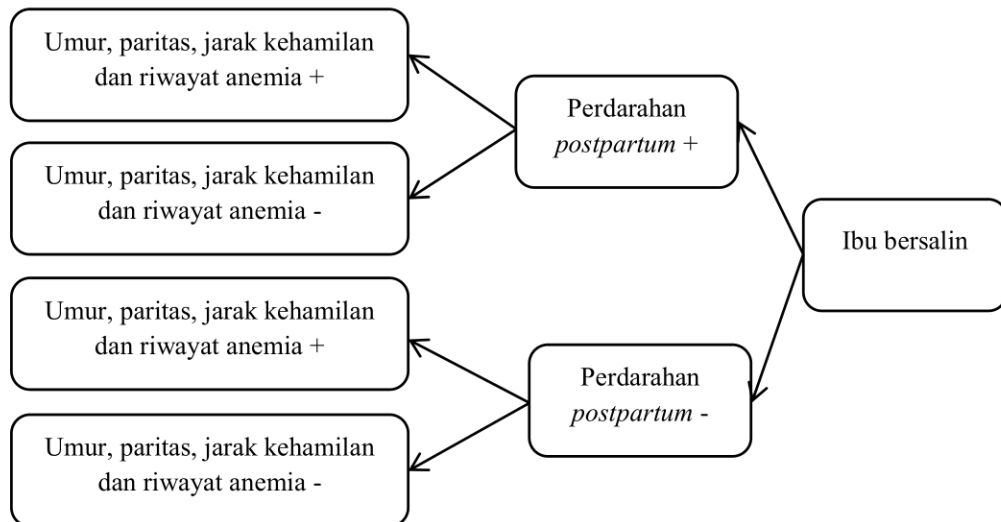 Umur, paritas, jarak kehamilan
dan riwayat anemia +
Umur, paritas, jarak kehamilan
dan riwayat anemia -
Umur, paritas, jarak kehamilan
dan riwayat anemia +
Umur, paritas, jarak kehamilan
dan riwayat anemia -
Perdarahan
postpartum +
Perdarahan
postpartum -
Ibu bersalin